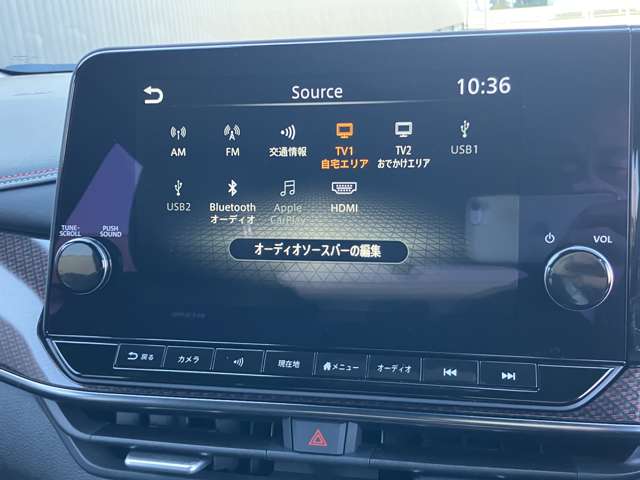 Source
10:36
AM
FM
交通情報
TV1
自宅エリア
TV2
おでかけエリア
USB1
USB2
Bluetooth
オーディオ
Apple
CarPlay
HDMI
TUNE-
SCROLL
PUSH
SOUND
VOL
オーディオソースバーの編集
戻る
カメラ
現在地
メニュー
オーディオ